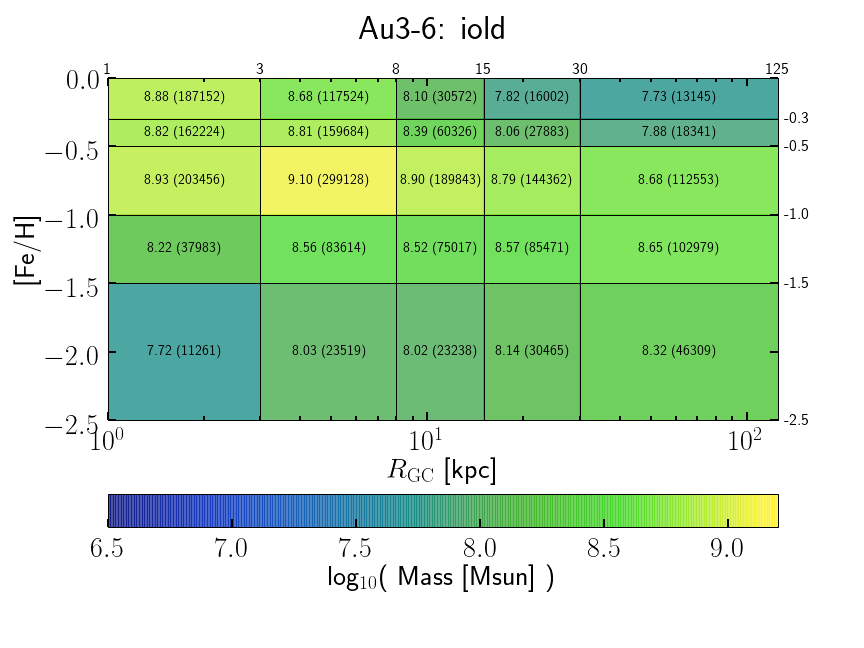 Au3-6: iold
1 3 8 15 30 125
0.0 8.88 (187152) 8.68 (117524) 8.10 (30572) 7.82 (16002) 7.73 (13145)
-0.3
8.82 (162224) 8.81 (159684) 8.39 (60326) 8.06 (27883) 7.88 (18341)
−0.5 -0.5
8.93 (203456) 9.10 (299128) 8.90 (189843) 8.79 (144362) 8.68 (112553)
−1.0 -1.0
[Fe/H]
8.22 (37983) 8.56 (83614) 8.52 (75017) 8.57 (85471) 8.65 (102979)
−1.5 -1.5
−2.0 7.72 (11261) 8.03 (23519) 8.02 (23238) 8.14 (30465) 8.32 (46309)
−2.5 -2.5
10⁰ 10¹ 10²
R_GC [kpc]
6.5 7.0 7.5 8.0 8.5 9.0
log₁₀( Mass [Msun] )